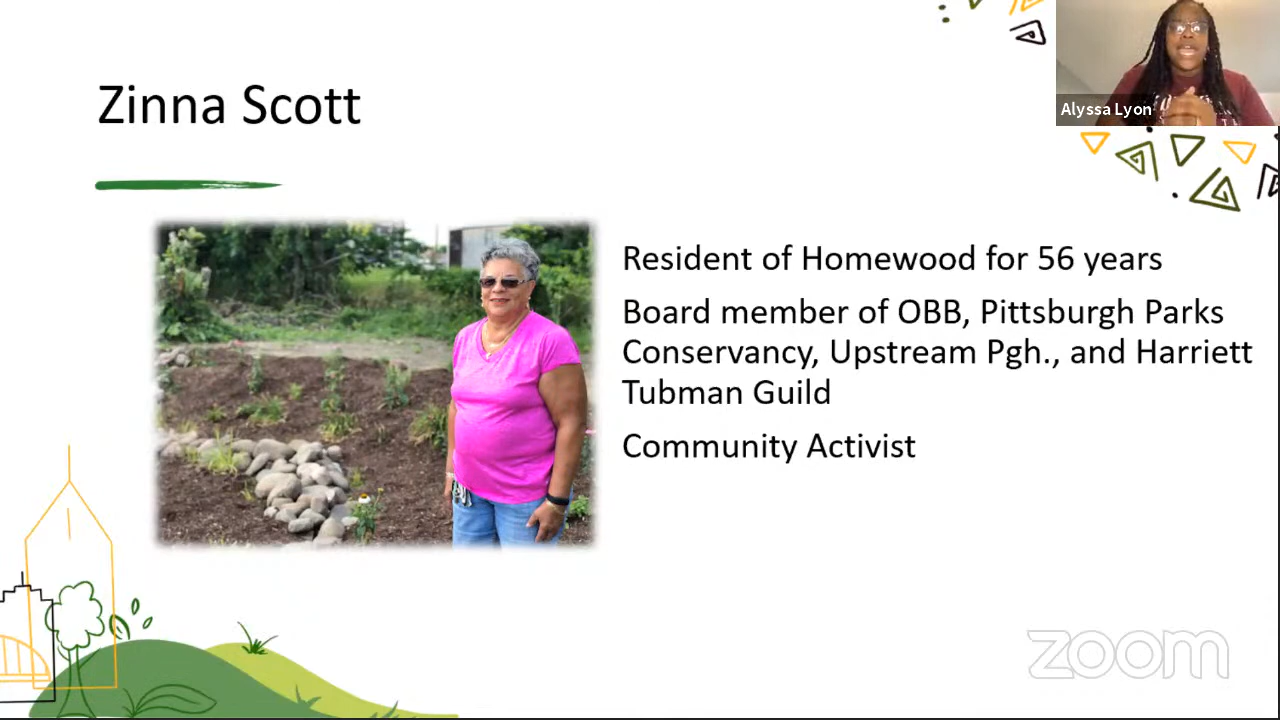 Zinna Scott
Alyssa Lyon
Resident of Homewood for 56 years
Board member of OBB, Pittsburgh Parks
Conservancy, Upstream Pgh., and Harriett
Tubman Guild
Community Activist
zoom